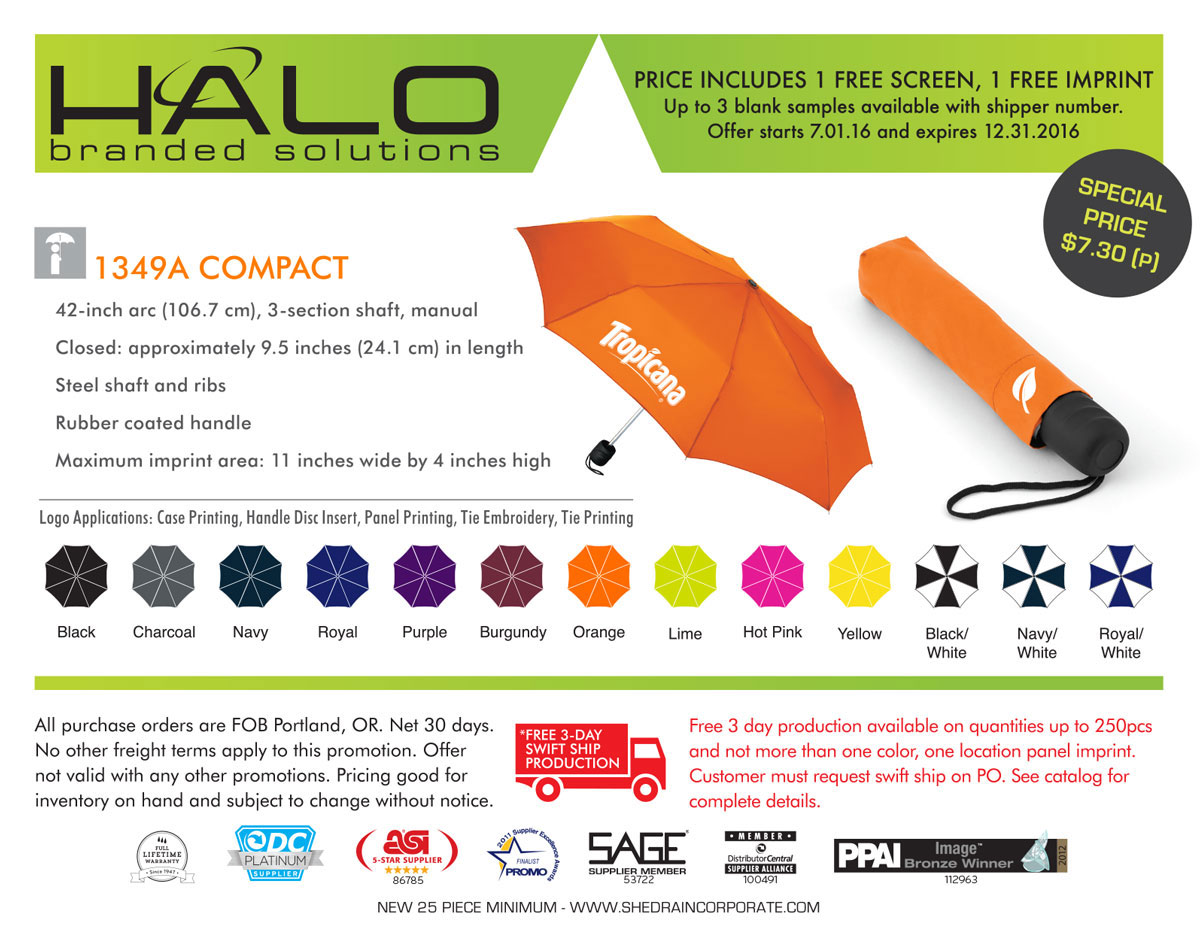 HALO
branded solutions
PRICE INCLUDES 1 FREE SCREEN, 1 FREE IMPRINT
Up to 3 blank samples available with shipper number.
Offer starts 7.01.16 and expires 12.31.2016
SPECIAL
PRICE
$7.30 (P)
1349A COMPACT
42-inch arc (106.7 cm), 3-section shaft, manual
Closed: approximately 9.5 inches (24.1 cm) in length
Steel shaft and ribs
Rubber coated handle
Maximum imprint area: 11 inches wide by 4 inches high
Tropicana
Logo Applications: Case Printing, Handle Disc Insert, Panel Printing, Tie Embroidery, Tie Printing
Black
Charcoal
Navy
Royal
Purple
Burgundy
Orange
Lime
Hot Pink
Yellow
Black/
White
Navy/
White
Royal/
White
All purchase orders are FOB Portland, OR. Net 30 days.
No other freight terms apply to this promotion. Offer
not valid with any other promotions. Pricing good for
inventory on hand and subject to change without notice.
*FREE 3-DAY
SWIFT SHIP
PRODUCTION
Free 3 day production available on quantities up to 250pcs
and not more than one color, one location panel imprint.
Customer must request swift ship on PO. See catalog for
complete details.
FULL
LIFETIME
WARRANTY
Since 1947
DC
PLATINUM
SUPPLIER
asi
5-STAR SUPPLIER
86785
2011 Supplier Excellence Awards
FINALIST
PROMO
SAGE®
SUPPLIER MEMBER
53722
• MEMBER •
DistributorCentral
SUPPLIER ALLIANCE
100491
PPAI
Image™
Bronze Winner
2012
112963
NEW 25 PIECE MINIMUM - WWW.SHEDRAINCORPORATE.COM